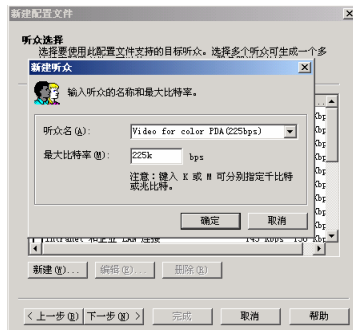 新建配置文件
听众选择
选择要使用此配置文件支持的目标听众。选择多个听众可生成一个多
新建听众
输入听众的名称和最大比特率。
听众名(A):
Video for color PDA(225bps)
最大比特率(M):
225k
bps
注意：键入 K 或 M 可分别指定千比特
或兆比特。
确定
取消
Intranet 和企业 LAN 连接
145 Kbps
150 Kbp
新建(W)...
编辑(E)...
删除(R)
< 上一步(B)
下一步(N) >
完成
取消
帮助